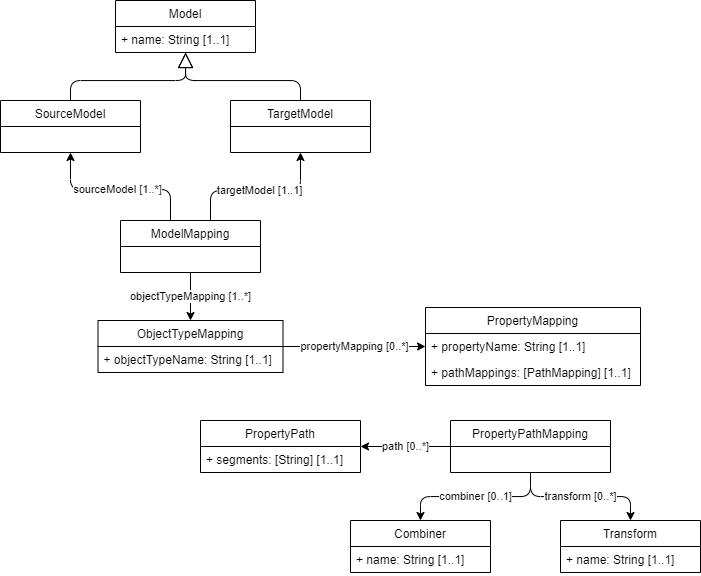 Model
+ name: String [1..1]
SourceModel
TargetModel
sourceModel [1..*]
targetModel [1..1]
ModelMapping
objectTypeMapping [1..*]
ObjectTypeMapping
+ objectTypeName: String [1..1]
propertyMapping [0..*]
PropertyMapping
+ propertyName: String [1..1]
+ pathMappings: [PathMapping] [1..1]
PropertyPath
+ segments: [String] [1..1]
path [0..*]
PropertyPathMapping
combiner [0..1]
transform [0..*]
Combiner
+ name: String [1..1]
Transform
+ name: String [1..1]